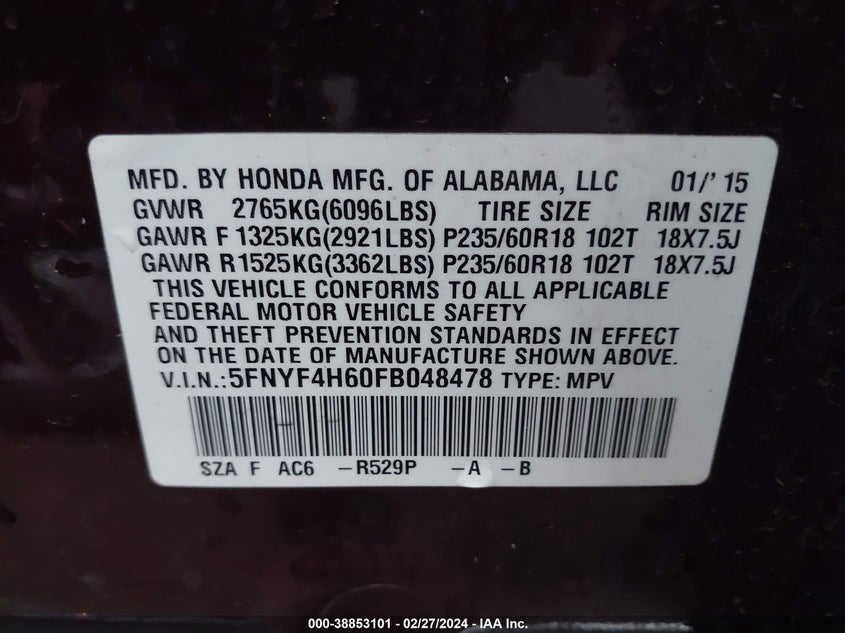 MFD. BY HONDA MFG. OF ALABAMA, LLC 01/' 15
GVWR 2765KG(6096LBS) TIRE SIZE RIM SIZE
GAWR F 1325KG(2921LBS) P235/60R18 102T 18X7.5J
GAWR R1525KG(3362LBS) P235/60R18 102T 18X7.5J
THIS VEHICLE CONFORMS TO ALL APPLICABLE
FEDERAL MOTOR VEHICLE SAFETY
AND THEFT PREVENTION STANDARDS IN EFFECT
ON THE DATE OF MANUFACTURE SHOWN ABOVE.
V.I.N.:5FNYF4H60FB048478 TYPE: MPV
SZA F AC6 -R529P -A -B
000-38853101 - 02/27/2024 - IAA Inc.